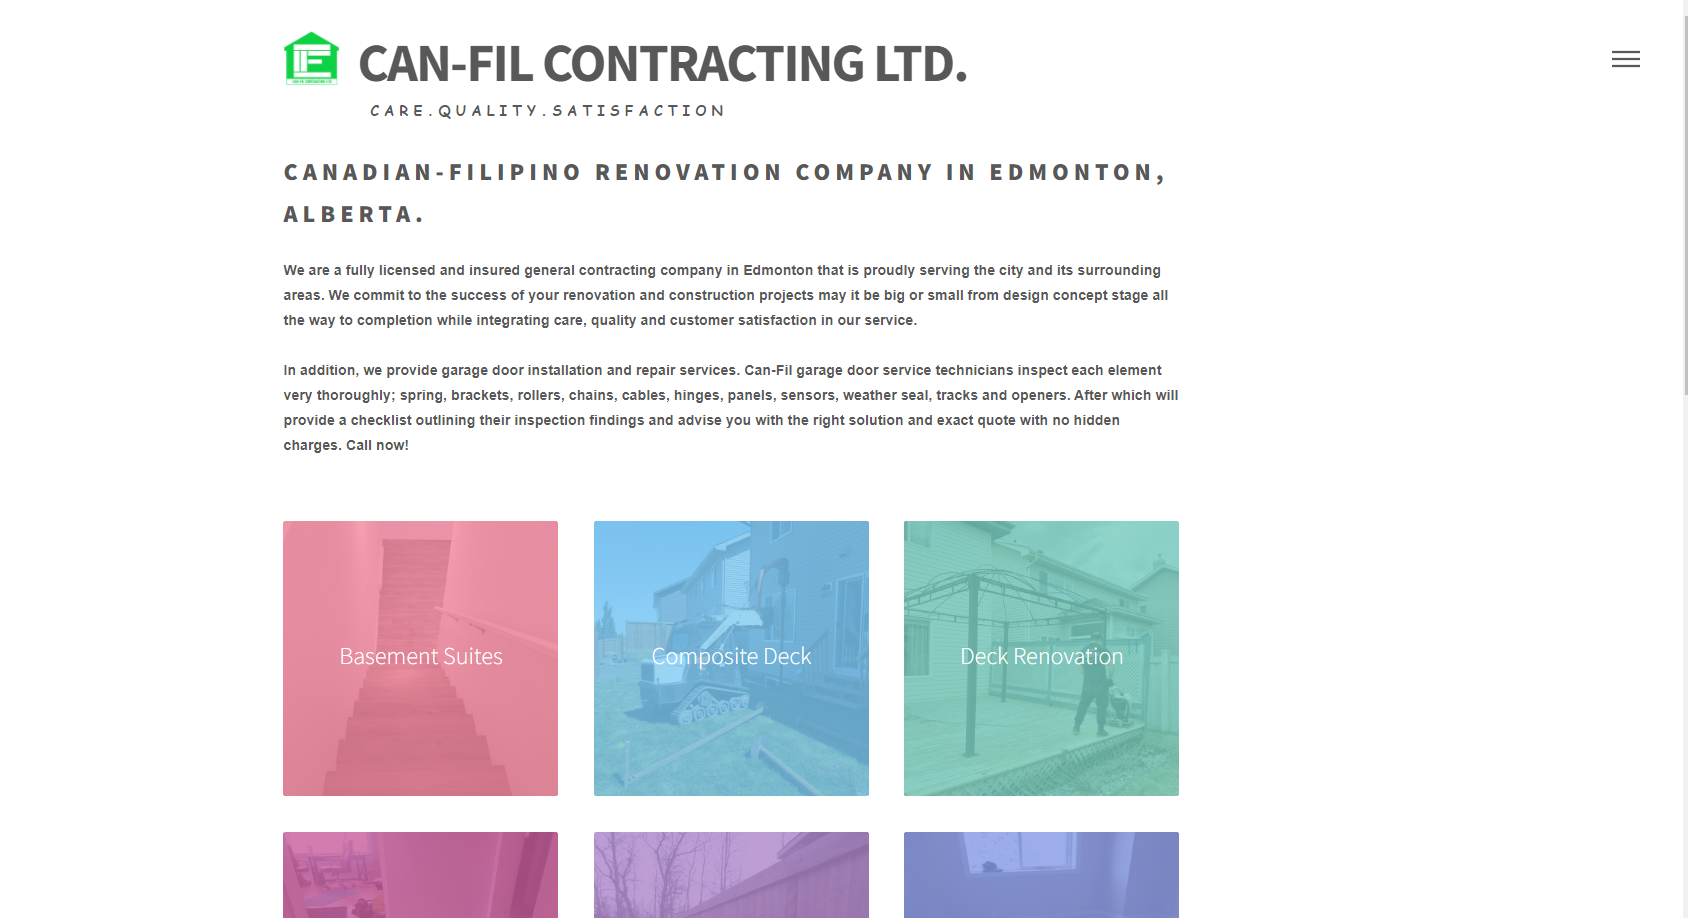 CAN-FIL CONTRACTING LTD.
CARE.QUALITY.SATISFACTION
CANADIAN-FILIPINO RENOVATION COMPANY IN EDMONTON,
ALBERTA.
We are a fully licensed and insured general contracting company in Edmonton that is proudly serving the city and its surrounding
areas. We commit to the success of your renovation and construction projects may it be big or small from design concept stage all
the way to completion while integrating care, quality and customer satisfaction in our service.
In addition, we provide garage door installation and repair services. Can-Fil garage door service technicians inspect each element
very thoroughly; spring, brackets, rollers, chains, cables, hinges, panels, sensors, weather seal, tracks and openers. After which will
provide a checklist outlining their inspection findings and advise you with the right solution and exact quote with no hidden
charges. Call now!
Basement Suites
Composite Deck
Deck Renovation